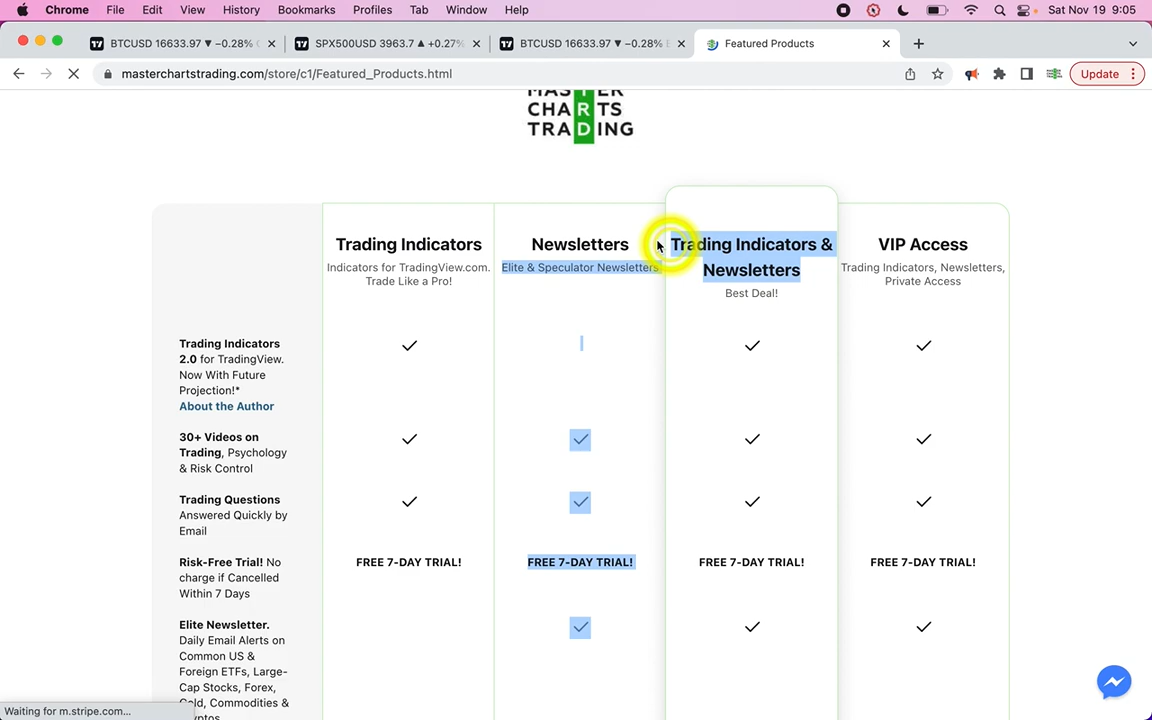 Chrome File Edit View History Bookmarks Profiles Tab Window Help Sat Nov 19 9:05
BTCUSD 16633.97 ▼ −0.28% SPX500USD 3963.7 ▲ +0.27% BTCUSD 16633.97 ▼ −0.28% Featured Products
masterchartstrading.com/store/c1/Featured_Products.html Update
MASTER
CHARTS
TRADING
Trading Indicators
Indicators for TradingView.com.
Trade Like a Pro!
Newsletters
Elite & Speculator Newsletters
Trading Indicators &
Newsletters
Best Deal!
VIP Access
Trading Indicators, Newsletters,
Private Access
Trading Indicators
2.0 for TradingView.
Now With Future
Projection!*
About the Author
30+ Videos on
Trading, Psychology
& Risk Control
Trading Questions
Answered Quickly by
Email
Risk-Free Trial! No
charge if Cancelled
Within 7 Days
FREE 7-DAY TRIAL! FREE 7-DAY TRIAL! FREE 7-DAY TRIAL! FREE 7-DAY TRIAL!
Elite Newsletter.
Daily Email Alerts on
Common US &
Foreign ETFs, Large-
Cap Stocks, Forex,
Gold, Commodities &
Cryptos
Waiting for m.stripe.com...